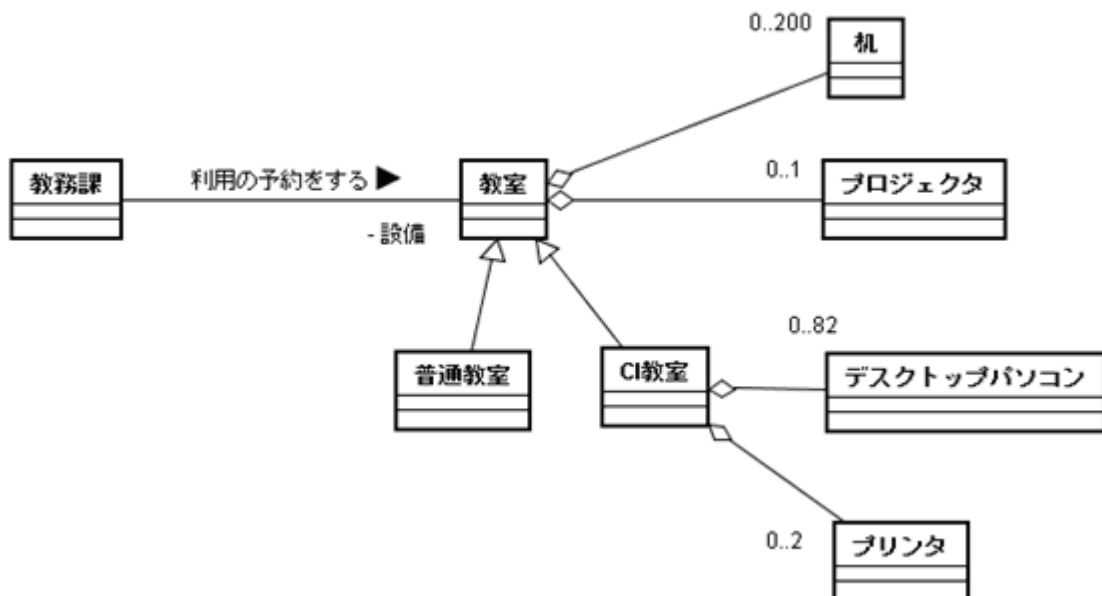 0..200
机
教務課
利用の予約をする ▶
- 設備
教室
0..1
プロジェクタ
普通教室
CI教室
0..82
デスクトップパソコン
0..2
プリンタ